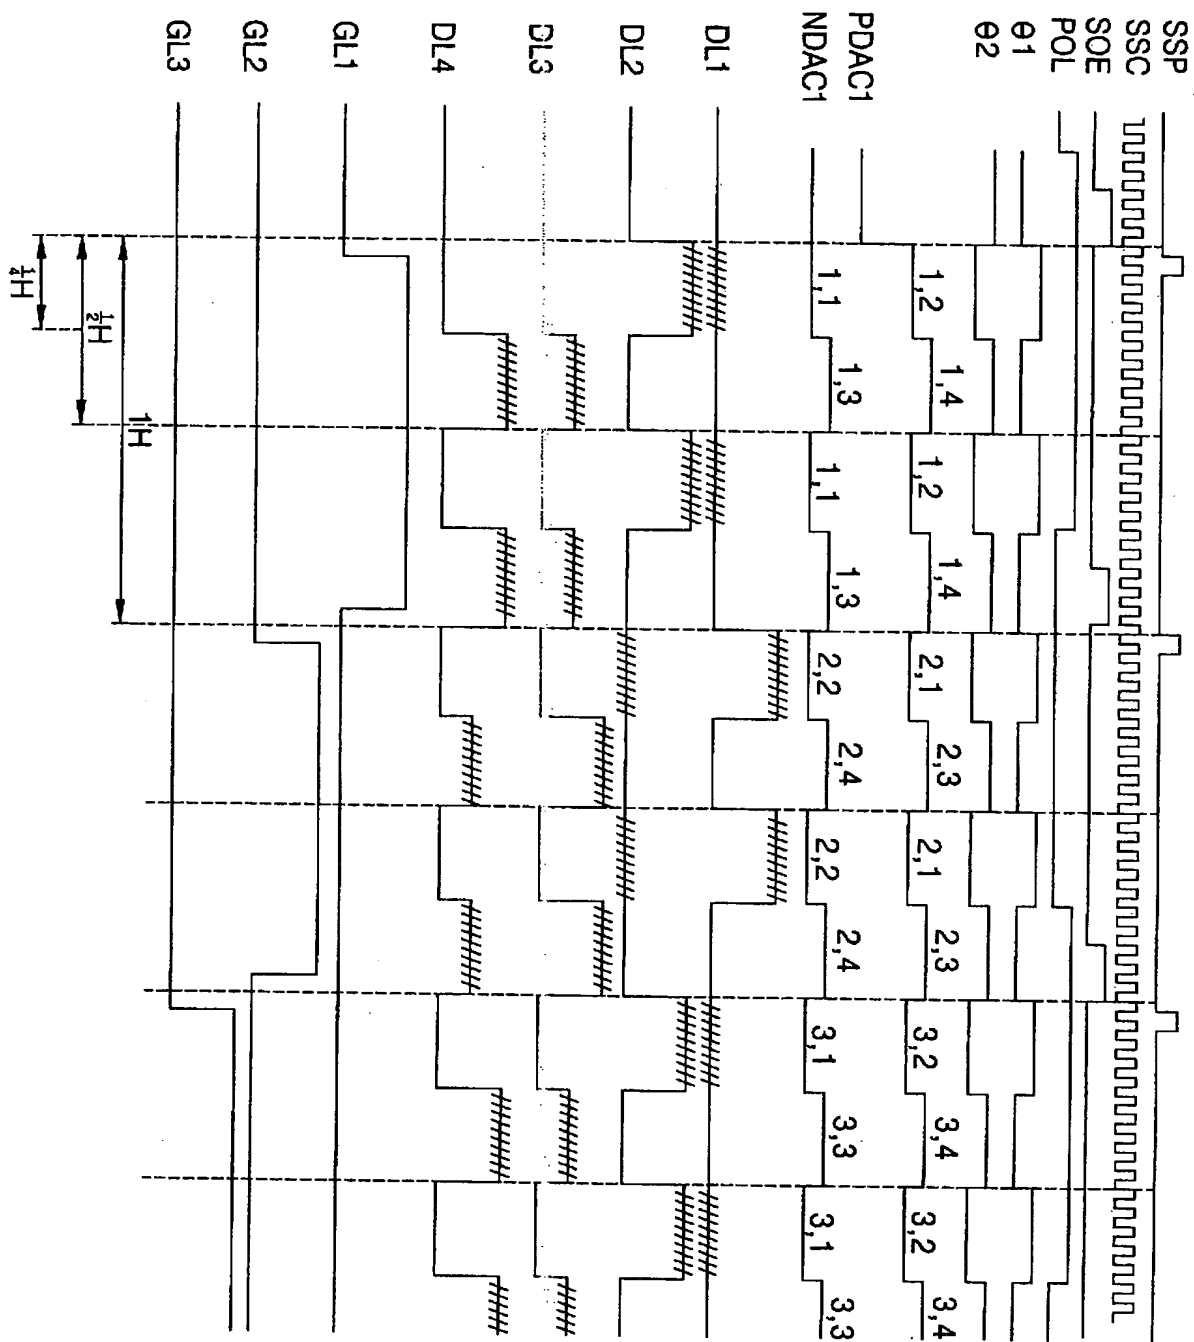 SSP
SSC
SOE
POL
θ1
θ2
PDAC1 1,2 1,4 1,2 1,4 2,1 2,3 2,1 2,3 3,2 3,4 3,2 3,4
NDAC1 1,1 1,3 1,1 1,3 2,2 2,4 2,2 2,4 3,1 3,3 3,1 3,3
DL1
DL2
DL3
DL4
GL1
GL2
GL3
1H
½H
¼H